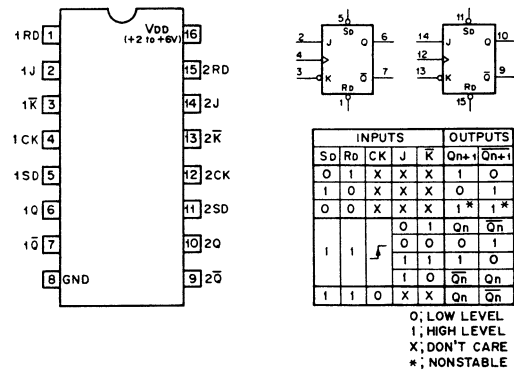 1RD 1
1J 2
1K̅ 3
1CK 4
1SD 5
1Q 6
1Q̅ 7
8 GND
VDD
(+2 to +6V)
16
15 2RD
14 2J
13 2K̅
12 2CK
11 2SD
10 2Q
9 2Q̅
5
SD
2 J Q 6
4
3 K Q̅ 7
RD
1
11
SD
14 J Q 10
12
13 K Q̅ 9
RD
15
INPUTS OUTPUTS
SD RD CK J K̅ Qn+1 Q̅n+1
0 1 X X X 1 0
1 0 X X X 0 1
0 0 X X X 1* 1*
1 1 0 1 Qn Q̅n
0 0 0 1
1 1 1 0
1 0 Q̅n Qn
1 1 0 X X Qn Q̅n
0; LOW LEVEL
1; HIGH LEVEL
X; DON'T CARE
*; NONSTABLE